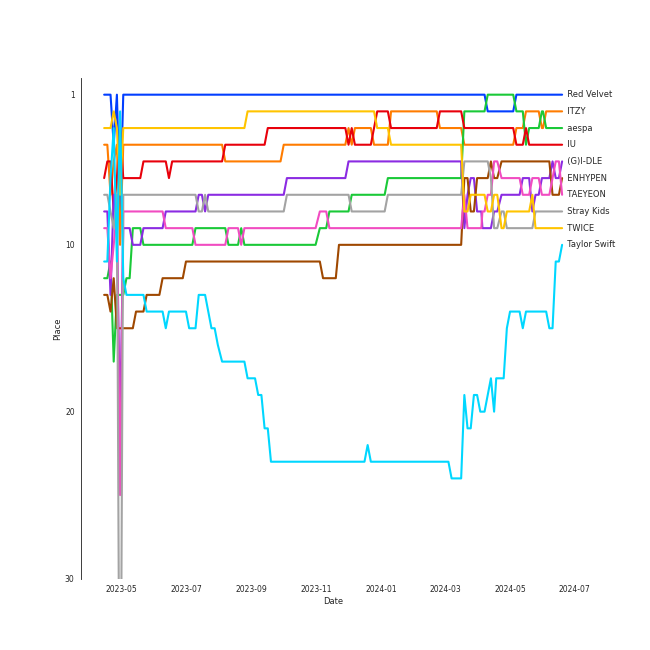 1
10
20
30
Place
2023-05
2023-07
2023-09
2023-11
2024-01
2024-03
2024-05
2024-07
Date
Red Velvet
ITZY
aespa
IU
(G)I-DLE
ENHYPEN
TAEYEON
Stray Kids
TWICE
Taylor Swift